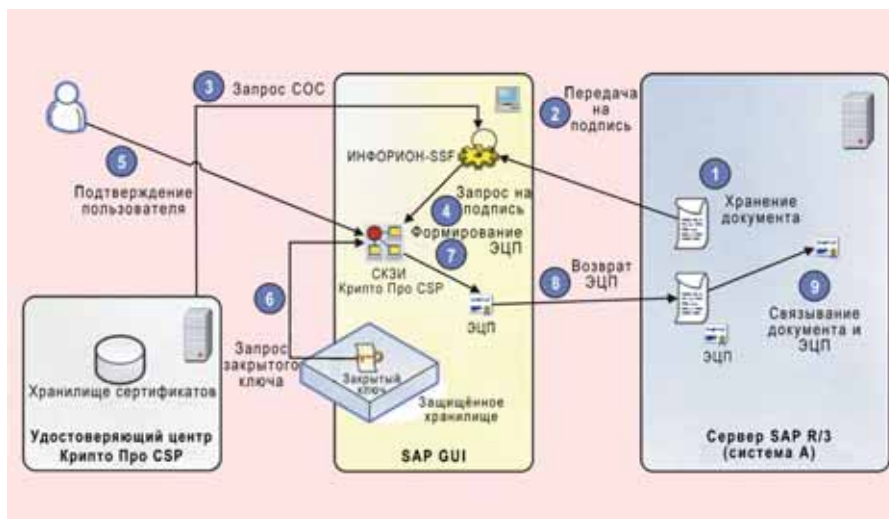 3
Запрос СОС
2
Передача
на
подпись
ИНФОРИОН-SSF
1
Хранение
документа
5
Подтверждение
пользователя
4
Запрос на
подпись
Формирование
ЭЦП
7
СКЗИ
Крипто Про CSP
ЭЦП
8
Возврат
ЭЦП
9
Связывание
документа и
ЭЦП
ЭЦП
6
Запрос
закрытого
ключа
Закрытый
ключ
Защищённое
хранилище
Хранилище сертификатов
Удостоверяющий центр
Крипто Про CSP
SAP GUI
Сервер SAP R/3
(система А)